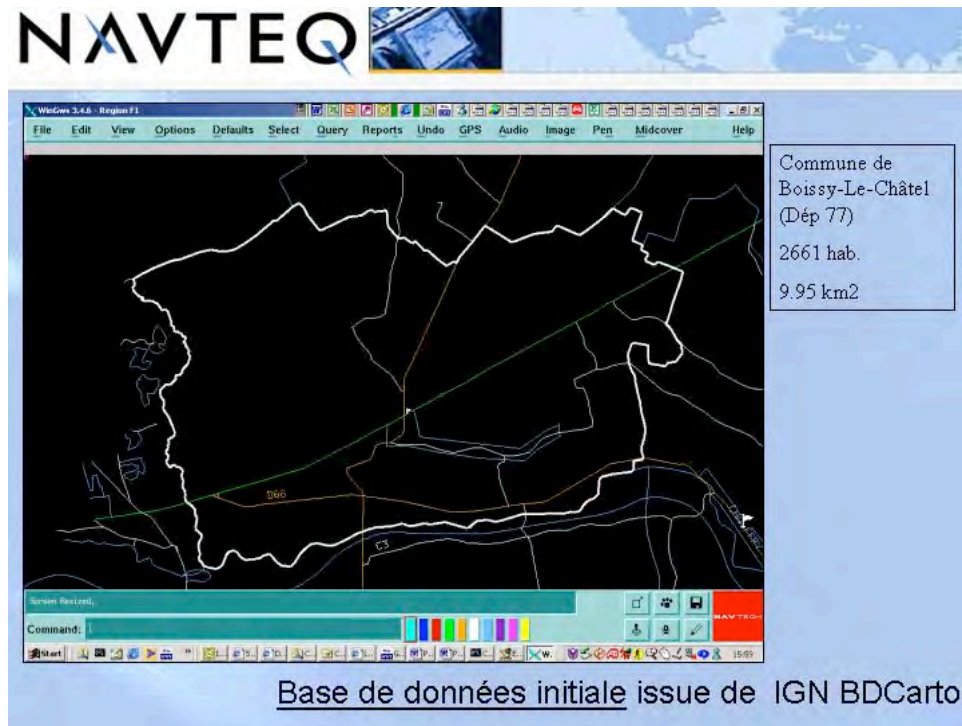 NAVTEQ
WinGws 3.4.6 - Region F1
File Edit View Options Defaults Select Query Reports Undo GPS Audio Image Pen Midcover Help
Commune de
Boissy-Le-Châtel
(Dép 77)
2661 hab.
9.95 km2
D66
C3
Screen Resized.
NAVTECH
Command:
Start
Base de données initiale issue de IGN BDCarto